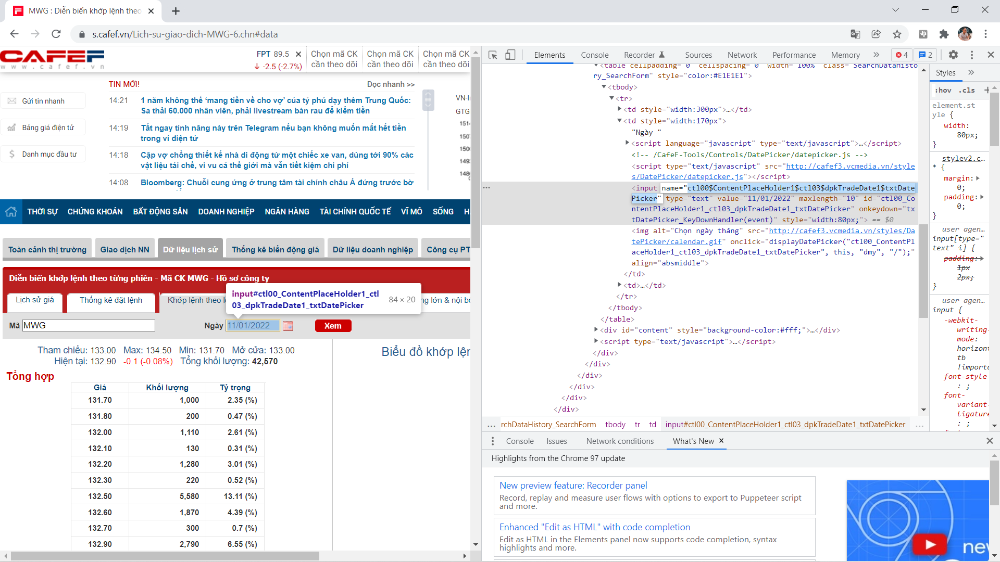 MWG : Diễn biến khớp lệnh theo
s.cafef.vn/Lich-su-giao-dich-MWG-6.chn#data
CAFEF
www.cafef.vn
FPT 89.5
-2.5 (-2.7%)
Chọn mã CK cần theo dõi
Chọn mã CK cần theo dõi
Chọn mã CK cần theo dõi
TIN MỚI!
Đọc nhanh >>
Gửi tin nhanh
Bảng giá điện tử
Danh mục đầu tư
14:21 1 năm không thể ‘mang tiền về cho vợ’ của tỷ phú dạy thêm Trung Quốc:
Sa thải 60.000 nhân viên, phải livestream bán rau để kiếm tiền
14:19 Tắt ngay tính năng này trên Telegram nếu bạn không muốn mất hết tiền
trong ví điện tử
14:18 Cặp vợ chồng thiết kế nhà di động từ một chiếc xe van, dùng tới 90% các
vật liệu tái chế, vi vu cả thế giới mà vẫn tiết kiệm chi phí
14:08 Bloomberg: Chuỗi cung ứng ở trung tâm tài chính châu Á đứng trước bờ
VN-I
GTG
THỜI SỰ CHỨNG KHOÁN BẤT ĐỘNG SẢN DOANH NGHIỆP NGÂN HÀNG TÀI CHÍNH QUỐC TẾ VĨ MÔ SỐNG
Toàn cảnh thị trường Giao dịch NN Dữ liệu lịch sử Thống kê biến động giá Dữ liệu doanh nghiệp Công cụ PT
Diễn biến khớp lệnh theo từng phiên - Mã CK MWG - Hồ sơ công ty
Lịch sử giá Thống kê đặt lệnh Khớp lệnh theo lớn & nội b
input#ctl00_ContentPlaceHolder1_ctl
03_dpkTradeDate1_txtDatePicker
84 × 20
Mã MWG Ngày 11/01/2022 Xem
Tham chiếu: 133.00 Max: 134.50 Min: 131.70 Mở cửa: 133.00
Hiện tại: 132.90 -0.1 (-0.08%) Tổng khối lượng: 42,570
Biểu đồ khớp lện
Tổng hợp
Giá Khối lượng Tỷ trọng
131.70 1,000 2.35 (%)
131.80 200 0.47 (%)
132.00 1,110 2.61 (%)
132.10 130 0.31 (%)
132.20 1,280 3.01 (%)
132.30 220 0.52 (%)
132.50 5,580 13.11 (%)
132.60 1,870 4.39 (%)
132.70 300 0.7 (%)
132.90 2,790 6.55 (%)
Elements Console Recorder Sources Network Performance Memory » 4 2
<table cellpadding="0" cellspacing="0" width="100%" class="SearchDataHisto
ry_SearchForm" style="color:#E1E1E1">
<tbody>
<tr>
<td style="width:300px">…</td>
<td style="width:170px">
"Ngày "
<script language="javascript" type="text/javascript">…</script>
<!-- /CafeF-Tools/Controls/DatePicker/datepicker.js -->
<script type="text/javascript" src="http://cafef3.vcmedia.vn/style
s/DatePicker/datepicker.js"></script>
… <input name="ctl00$ContentPlaceHolder1$ctl03$dpkTradeDate1$txtDate
Picker" type="text" value="11/01/2022" maxlength="10" id="ctl00_Co
ntentPlaceHolder1_ctl03_dpkTradeDate1_txtDatePicker" onkeydown="tx
tDatePicker_KeyDownHandler(event)" style="width:80px;"> == $0
<img alt="Chọn ngày tháng" src="http://cafef3.vcmedia.vn/styles/Da
tePicker/calendar.gif" onclick="displayDatePicker("ctl00_ContentPl
aceHolder1_ctl03_dpkTradeDate1_txtDatePicker", this, "dmy", "/");"
align="absmiddle">
</td>
<td>…</td>
</tr>
</tbody>
</table>
<div id="content" style="background-color:#fff;">…</div>
<script type="text/javascript">…</script>
</div>
</div>
</div>
</div>
</div>
</div>
… rchDataHistory_SearchForm tbody tr td input#ctl00_ContentPlaceHolder1_ctl03_dpkTradeDate1_txtDatePicker …
Styles »
:hov .cls +
element.st
yle {
width:
80px;
}
stylev2.c…
* {
margin:
0;
padding:
0;
}
user agen…
input[type="
text" i] {
padding:
1px
2px;
}
user agen…
input {
-webkit-
writing-
mode:
horizont
tb
!importa
font-style
: ;
font-
variant-
ligature
: ;
Console Issues Network conditions What's New
Highlights from the Chrome 97 update
New preview feature: Recorder panel
Record, replay and measure user flows with options to export to Puppeteer script
and more.
Enhanced "Edit as HTML" with code completion
Edit as HTML in the Elements panel now supports code completion, syntax
highlights and more.
new